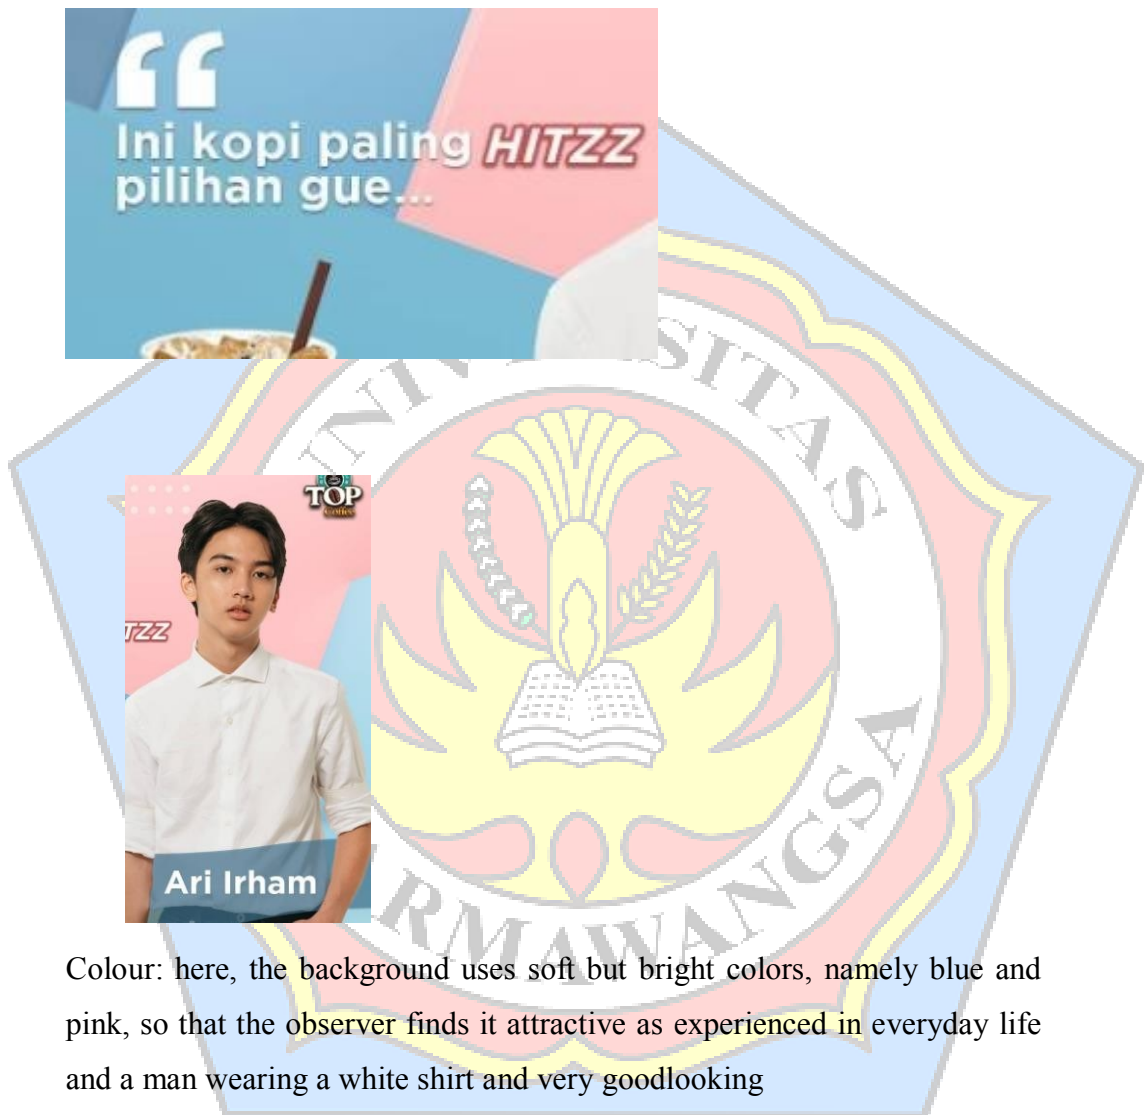 “
Ini kopi paling HITZZ
pilihan gue...
TOP
Coffee
TZZ
Ari Irham
UNIVERSITAS
Colour: here, the background uses soft but bright colors, namely blue and
pink, so that the observer finds it attractive as experienced in everyday life
and a man wearing a white shirt and very goodlooking